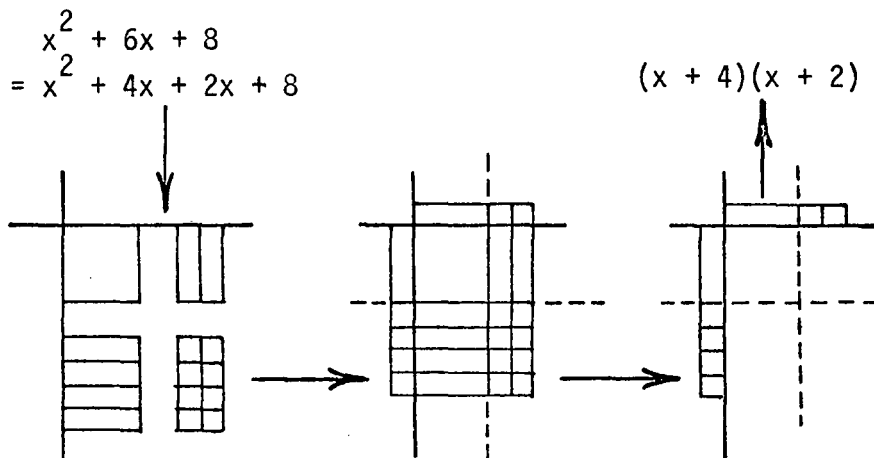 x² + 6x + 8
= x² + 4x + 2x + 8
(x + 4)(x + 2)